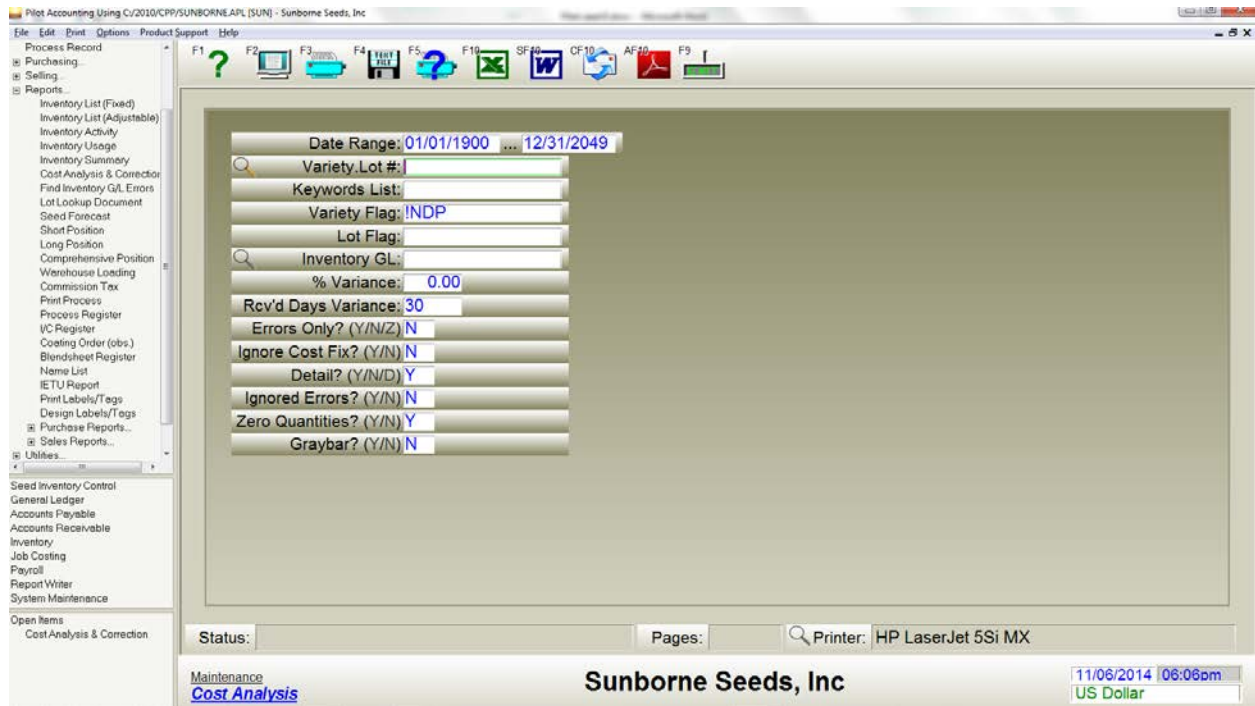 Pilot Accounting Using C:/2010/CPP/SUNBORNE.APL [SUN] - Sunborne Seeds, Inc
File Edit Print Options Product Support Help
Process Record
Purchasing...
Selling...
Reports...
Inventory List (Fixed)
Inventory List (Adjustable)
Inventory Activity
Inventory Usage
Inventory Summary
Cost Analysis & Correction
Find Inventory G/L Errors
Lot Lookup Document
Seed Forecast
Short Position
Long Position
Comprehensive Position
Warehouse Loading
Commission Tax
Print Process
Process Register
I/C Register
Coating Order (obs.)
Blendsheet Register
Name List
IETU Report
Print Labels/Tags
Design Labels/Tags
Purchase Reports...
Sales Reports...
Utilities...
Seed Inventory Control
General Ledger
Accounts Payable
Accounts Receivable
Inventory
Job Costing
Payroll
Report Writer
System Maintenance
Open Items
Cost Analysis & Correction
F1 F2 F3 F4 F5 F10 SF10 CF10 AF10 F9
TEXT FILE
Date Range: 01/01/1900 ... 12/31/2049
Variety.Lot #:
Keywords List:
Variety Flag: !NDP
Lot Flag:
Inventory GL:
% Variance: 0.00
Rcv'd Days Variance: 30
Errors Only? (Y/N/Z) N
Ignore Cost Fix? (Y/N) N
Detail? (Y/N/D) Y
Ignored Errors? (Y/N) N
Zero Quantities? (Y/N) Y
Graybar? (Y/N) N
Status: Pages: Printer: HP LaserJet 5Si MX
Maintenance
Cost Analysis
Sunborne Seeds, Inc
11/06/2014 06:06pm
US Dollar